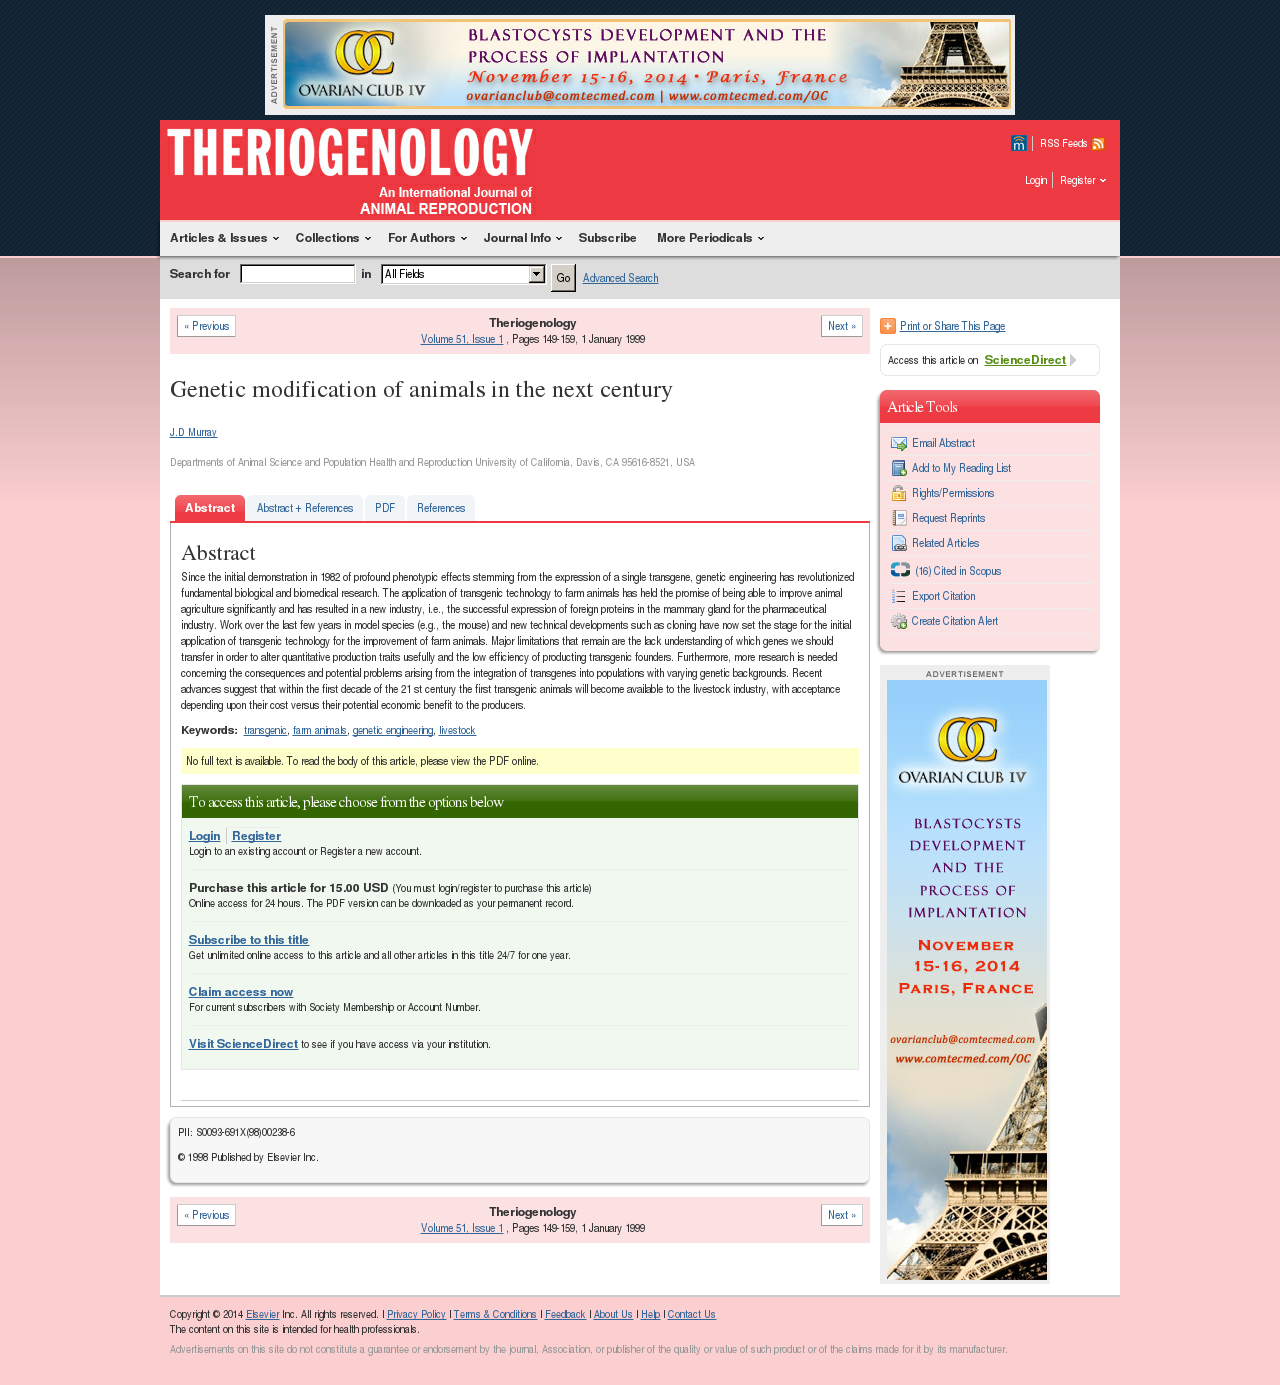 ADVERTISEMENT
OC
OVARIAN CLUB IV
BLASTOCYSTS DEVELOPMENT AND THE
PROCESS OF IMPLANTATION
November 15-16, 2014 • Paris, France
ovarianclub@comtecmed.com | www.comtecmed.com/OC
THERIOGENOLOGY
An International Journal of
ANIMAL REPRODUCTION
m RSS Feeds
Login Register
Articles & Issues Collections For Authors Journal Info Subscribe More Periodicals
Search for in All Fields Go Advanced Search
« Previous
Theriogenology
Volume 51, Issue 1 , Pages 149-159, 1 January 1999
Next »
Genetic modification of animals in the next century
J.D Murray
Departments of Animal Science and Population Health and Reproduction University of California, Davis, CA 95616-8521, USA
Abstract Abstract + References PDF References
Abstract
Since the initial demonstration in 1982 of profound phenotypic effects stemming from the expression of a single transgene, genetic engineering has revolutionized
fundamental biological and biomedical research. The application of transgenic technology to farm animals has held the promise of being able to improve animal
agriculture significantly and has resulted in a new industry, i.e., the successful expression of foreign proteins in the mammary gland for the pharmaceutical
industry. Work over the last few years in model species (e.g., the mouse) and new technical developments such as cloning have now set the stage for the initial
application of transgenic technology for the improvement of farm animals. Major limitations that remain are the lack understanding of which genes we should
transfer in order to alter quantitative production traits usefully and the low efficiency of producting transgenic founders. Furthermore, more research is needed
concerning the consequences and potential problems arising from the integration of transgenes into populations with varying genetic backgrounds. Recent
advances suggest that within the first decade of the 21 st century the first transgenic animals will become available to the livestock industry, with acceptance
depending upon their cost versus their potential economic benefit to the producers.
Keywords: transgenic, farm animals, genetic engineering, livestock
No full text is available. To read the body of this article, please view the PDF online.
To access this article, please choose from the options below
Login Register
Login to an existing account or Register a new account.
Purchase this article for 15.00 USD (You must login/register to purchase this article)
Online access for 24 hours. The PDF version can be downloaded as your permanent record.
Subscribe to this title
Get unlimited online access to this article and all other articles in this title 24/7 for one year.
Claim access now
For current subscribers with Society Membership or Account Number.
Visit ScienceDirect to see if you have access via your institution.
PII: S0093-691X(98)00238-6
© 1998 Published by Elsevier Inc.
« Previous
Theriogenology
Volume 51, Issue 1 , Pages 149-159, 1 January 1999
Next »
Print or Share This Page
Access this article on ScienceDirect
Article Tools
Email Abstract
Add to My Reading List
Rights/Permissions
Request Reprints
Related Articles
(16) Cited in Scopus
Export Citation
Create Citation Alert
ADVERTISEMENT
OC
OVARIAN CLUB IV
BLASTOCYSTS
DEVELOPMENT
AND THE
PROCESS OF
IMPLANTATION
NOVEMBER
15-16, 2014
PARIS, FRANCE
ovarianclub@comtecmed.com
www.comtecmed.com/OC
Copyright © 2014 Elsevier Inc. All rights reserved. | Privacy Policy | Terms & Conditions | Feedback | About Us | Help | Contact Us
The content on this site is intended for health professionals.
Advertisements on this site do not constitute a guarantee or endorsement by the journal, Association, or publisher of the quality or value of such product or of the claims made for it by its manufacturer.